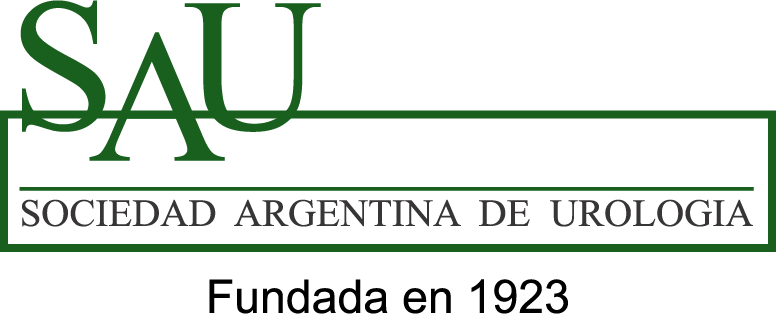 SAU
SOCIEDAD ARGENTINA DE UROLOGIA
Fundada en 1923